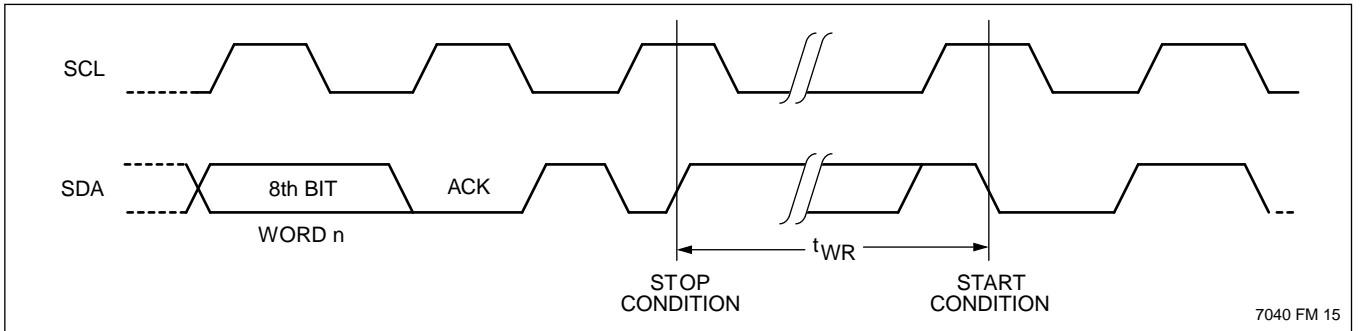 SCL
SDA
8th BIT
ACK
WORD n
tWR
STOP
CONDITION
START
CONDITION
7040 FM 15